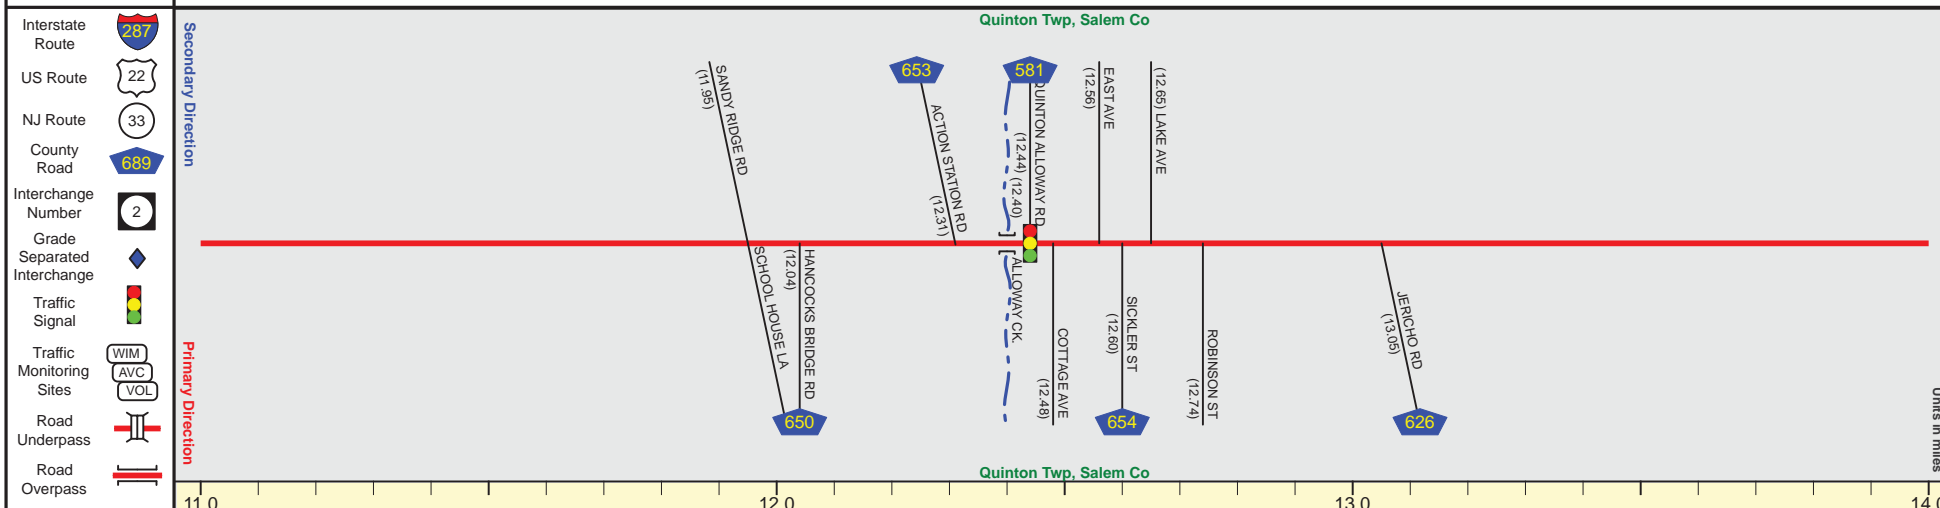 Interstate
Route
287
US Route
22
NJ Route
33
County
Road
689
Interchange
Number
2
Grade
Separated
Interchange
Traffic
Signal
Traffic
Monitoring
Sites
WIM
AVC
VOL
Road
Underpass
Road
Overpass
Secondary Direction
Primary Direction
Quinton Twp, Salem Co
SANDY RIDGE RD
(11.95)
SCHOOL HOUSE LA
HANCOCKS BRIDGE RD
(12.04)
650
653
ACTION STATION RD
(12.31)
581
QUINTON ALLOWAY RD
(12.44)
(12.40)
ALLOWAY CK.
COTTAGE AVE
(12.48)
EAST AVE
(12.56)
SICKLER ST
(12.60)
654
(12.65) LAKE AVE
ROBINSON ST
(12.74)
JERICHO RD
(13.05)
626
Quinton Twp, Salem Co
Units in miles
11.0
12.0
13.0
14.0